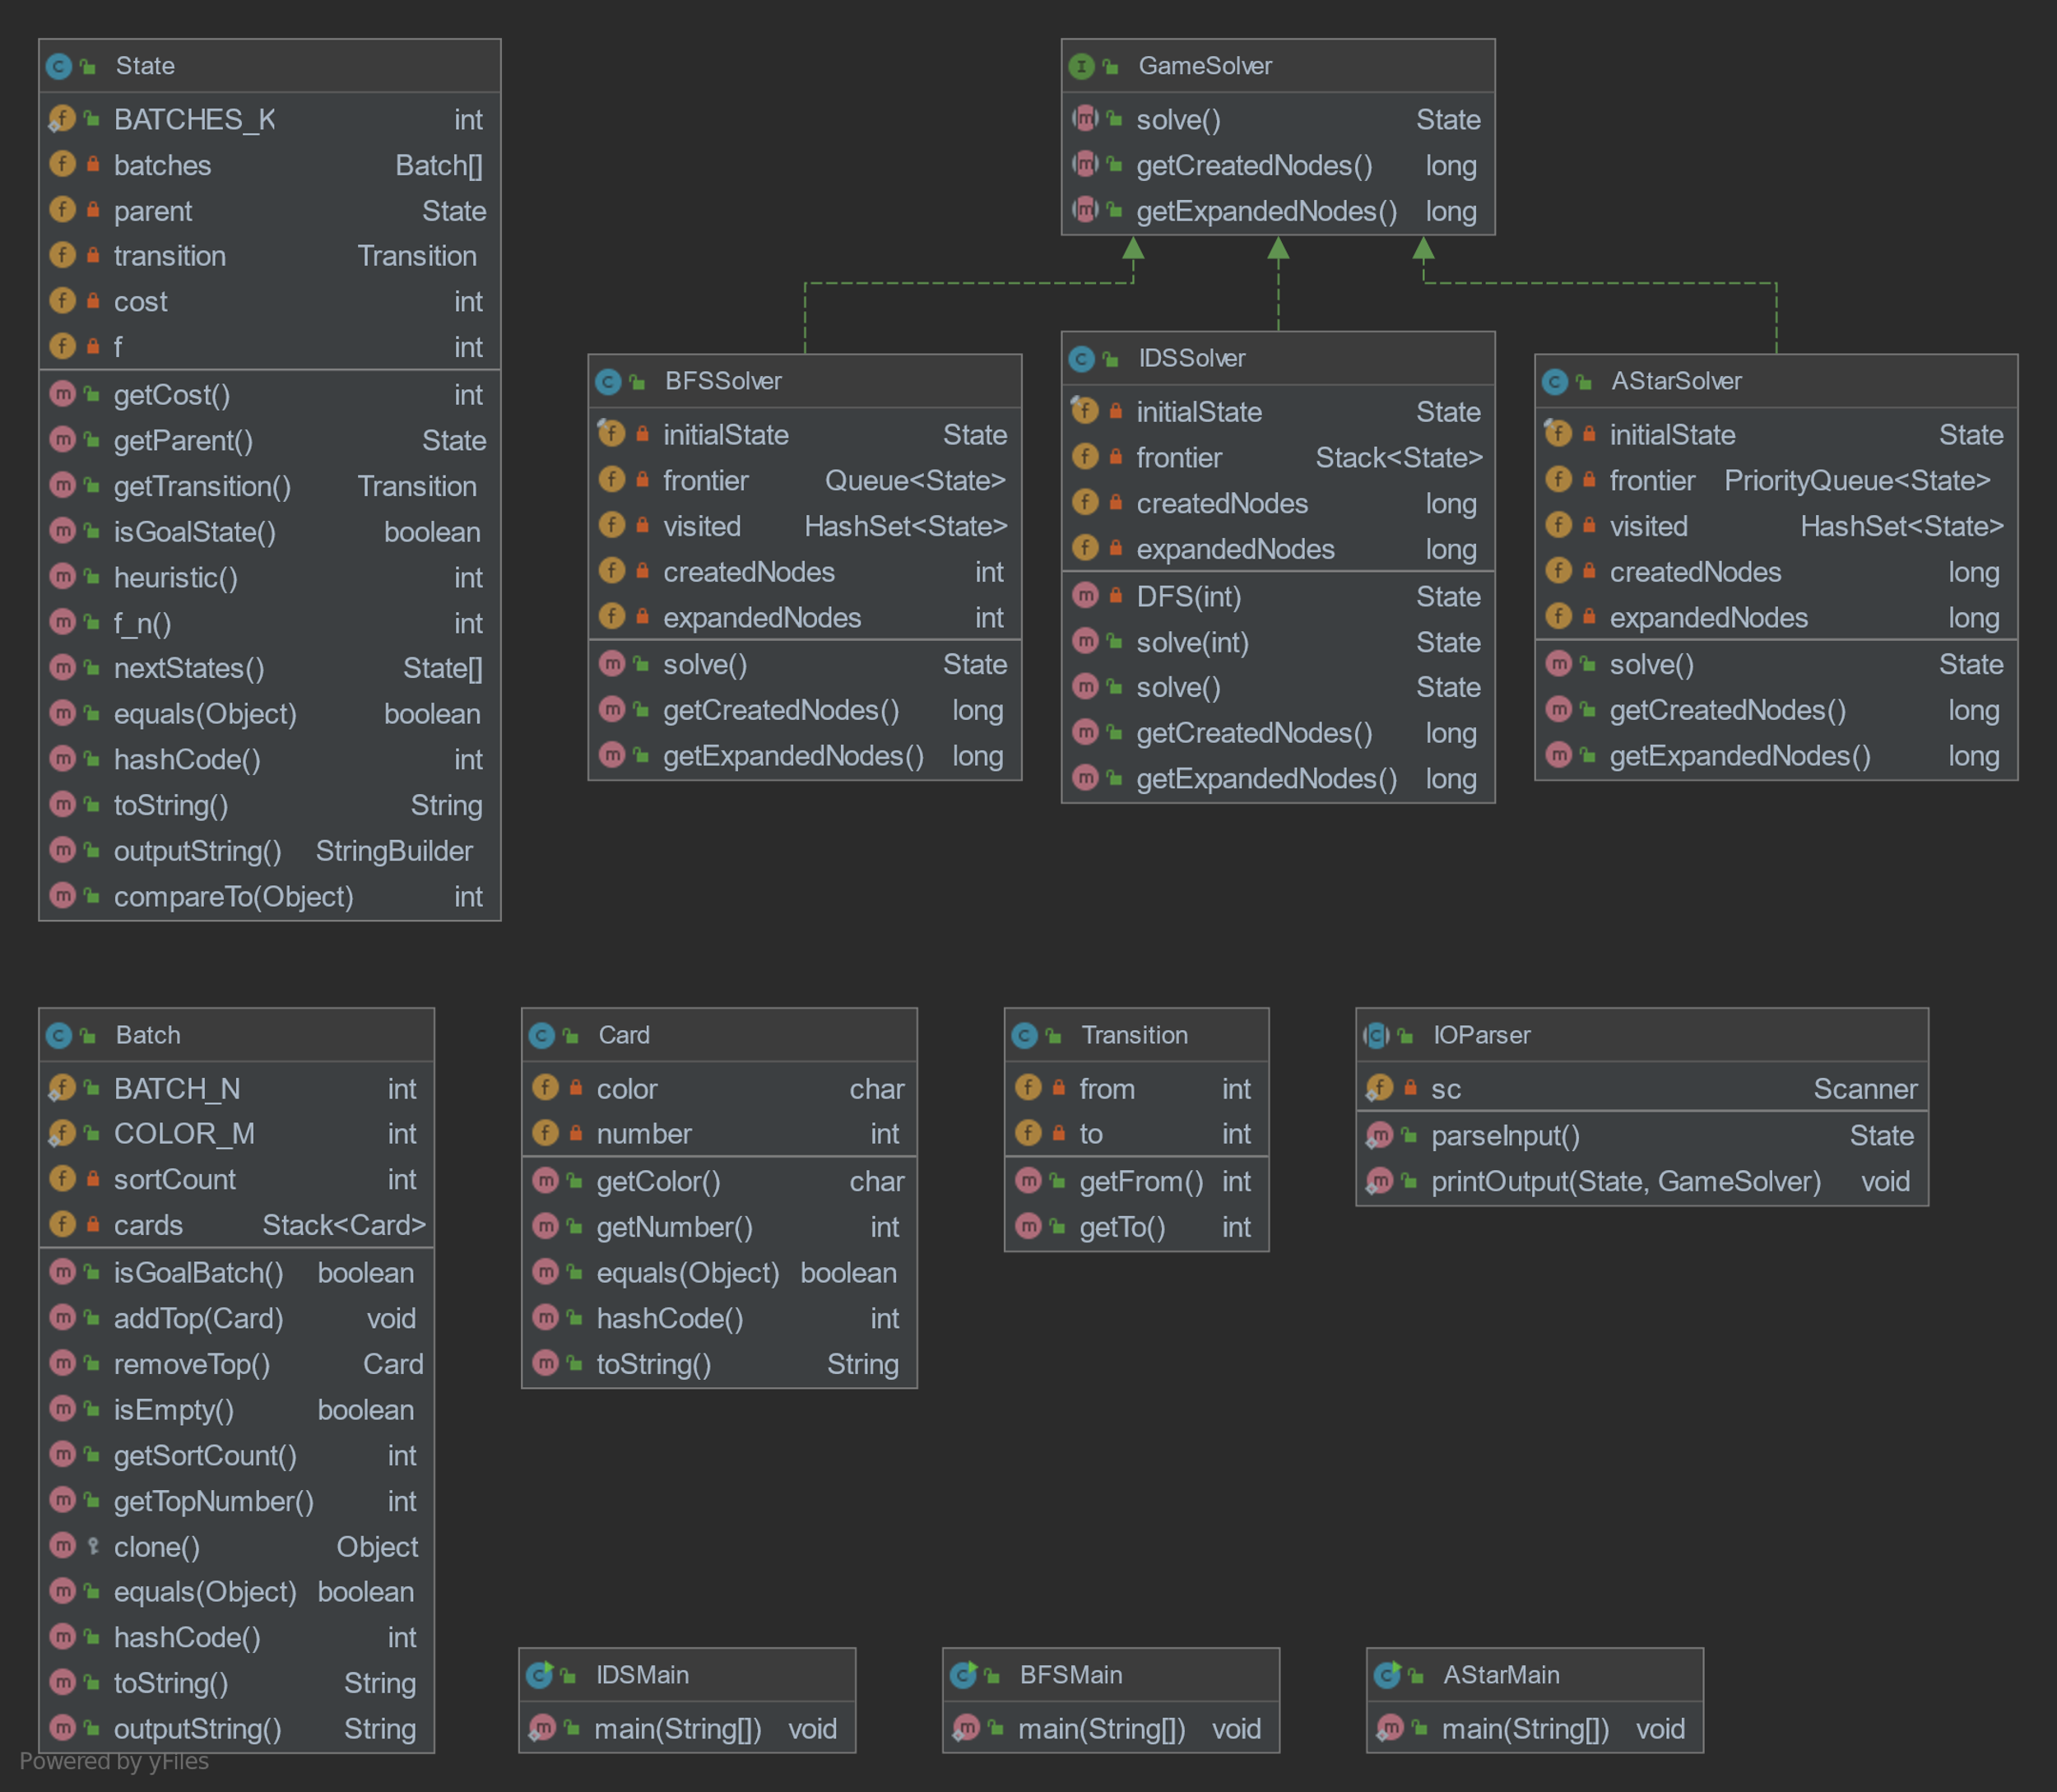 State
BATCHES_K int
batches Batch[]
parent State
transition Transition
cost int
f int
getCost() int
getParent() State
getTransition() Transition
isGoalState() boolean
heuristic() int
f_n() int
nextStates() State[]
equals(Object) boolean
hashCode() int
toString() String
outputString() StringBuilder
compareTo(Object) int
GameSolver
solve() State
getCreatedNodes() long
getExpandedNodes() long
BFSSolver
initialState State
frontier Queue<State>
visited HashSet<State>
createdNodes int
expandedNodes int
solve() State
getCreatedNodes() long
getExpandedNodes() long
IDSSolver
initialState State
frontier Stack<State>
createdNodes long
expandedNodes long
DFS(int) State
solve(int) State
solve() State
getCreatedNodes() long
getExpandedNodes() long
AStarSolver
initialState State
frontier PriorityQueue<State>
visited HashSet<State>
createdNodes long
expandedNodes long
solve() State
getCreatedNodes() long
getExpandedNodes() long
Batch
BATCH_N int
COLOR_M int
sortCount int
cards Stack<Card>
isGoalBatch() boolean
addTop(Card) void
removeTop() Card
isEmpty() boolean
getSortCount() int
getTopNumber() int
clone() Object
equals(Object) boolean
hashCode() int
toString() String
outputString() String
Card
color char
number int
getColor() char
getNumber() int
equals(Object) boolean
hashCode() int
toString() String
Transition
from int
to int
getFrom() int
getTo() int
IOParser
sc Scanner
parseInput() State
printOutput(State, GameSolver) void
IDSMain
main(String[]) void
BFSMain
main(String[]) void
AStarMain
main(String[]) void
Powered by yFiles